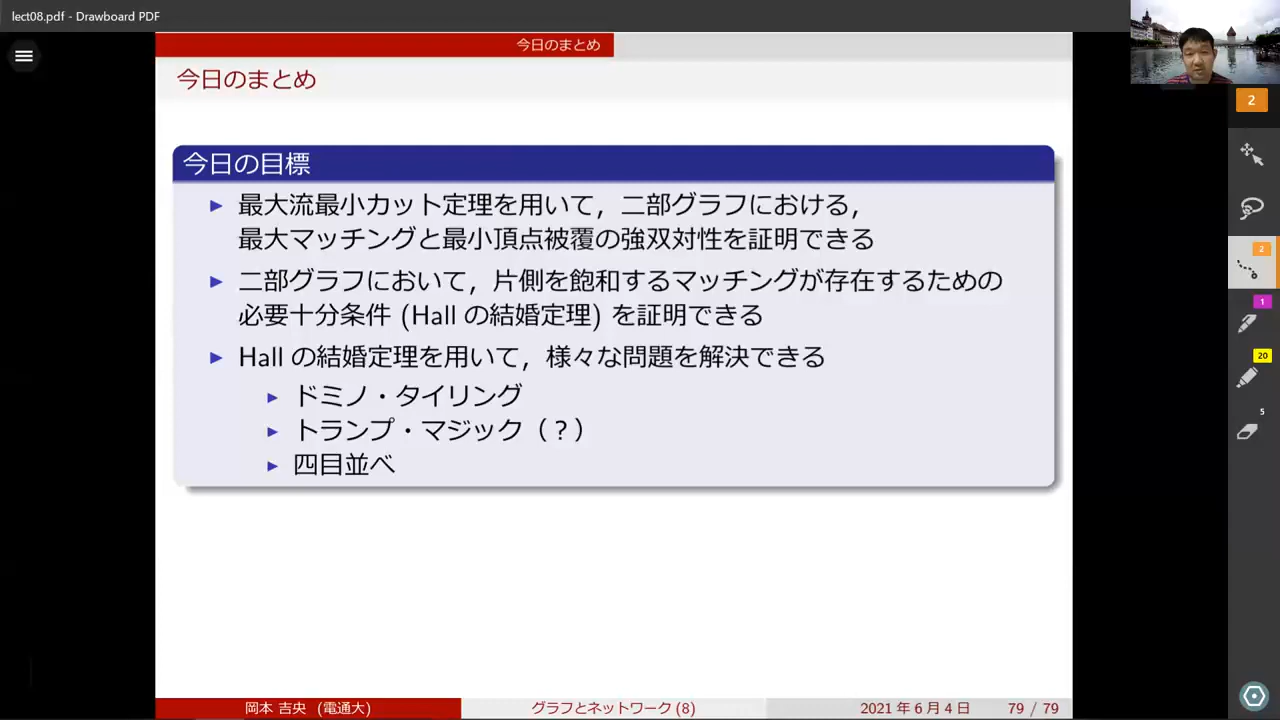 lect08.pdf - Drawboard PDF
今日のまとめ
今日のまとめ
今日の目標
最大流最小カット定理を用いて，二部グラフにおける，
最大マッチングと最小頂点被覆の強双対性を証明できる
二部グラフにおいて，片側を飽和するマッチングが存在するための
必要十分条件 (Hall の結婚定理) を証明できる
Hall の結婚定理を用いて，様々な問題を解決できる
ドミノ・タイリング
トランプ・マジック（？）
四目並べ
2
2
1
20
5
岡本 吉央 (電通大)
グラフとネットワーク (8)
2021 年 6 月 4 日
79 / 79